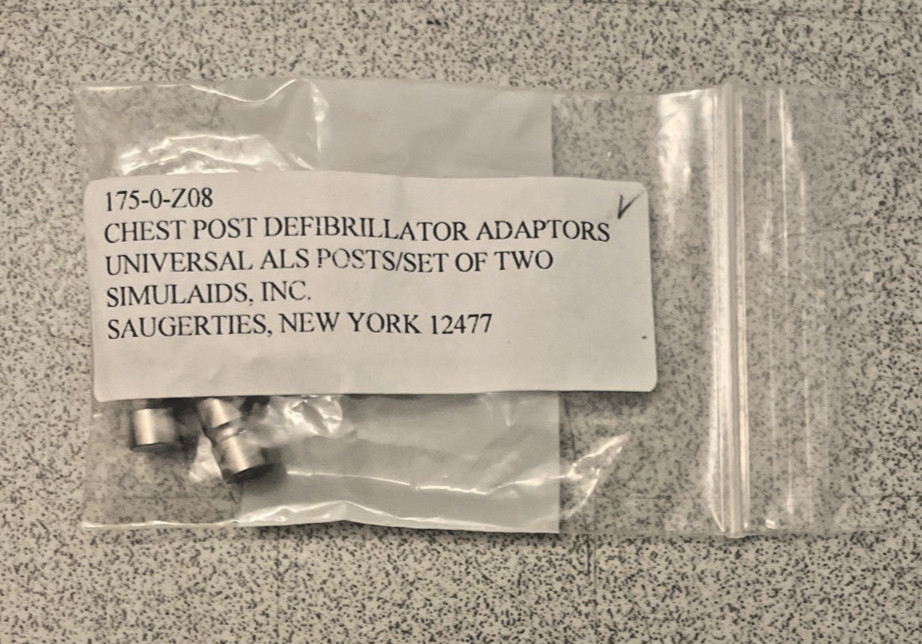 175-0-Z08
CHEST POST DEFIBRILLATOR ADAPTORS
UNIVERSAL ALS POSTS/SET OF TWO
SIMULAIDS, INC.
SAUGERTIES, NEW YORK 12477